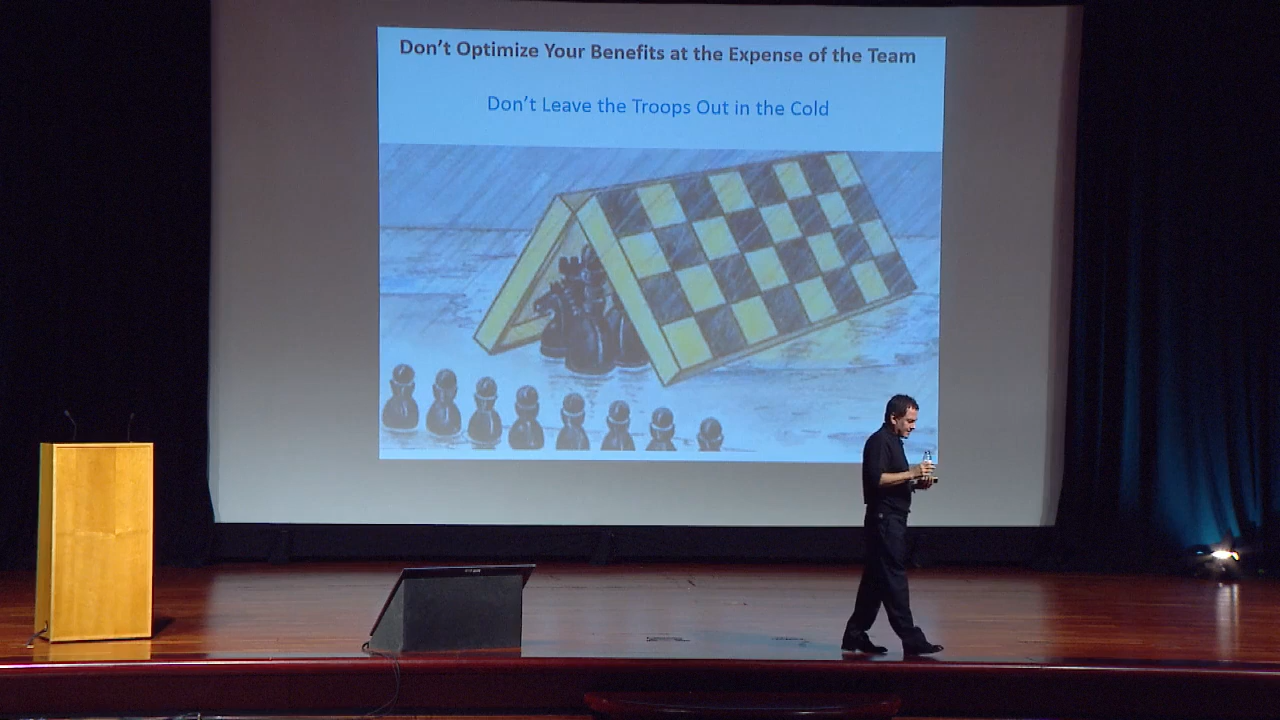 Don't Optimize Your Benefits at the Expense of the Team
Don't Leave the Troops Out in the Cold